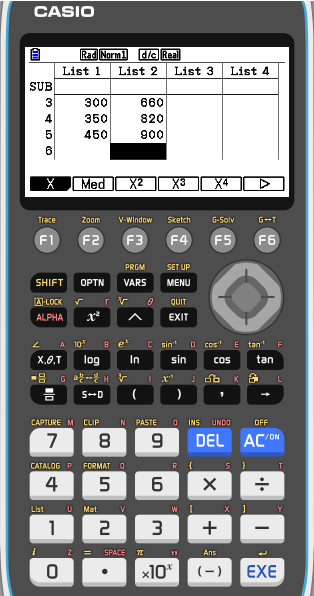 CASIO
Rad Norm1 d/c Real
List 1 List 2 List 3 List 4
SUB
3 300 660
4 350 820
5 450 900
6
X Med X² X³ X⁴ ▷
Trace Zoom V-Window Sketch G-Solv G↔T
F1 F2 F3 F4 F5 F6
PRGM SET UP
SHIFT OPTN VARS MENU
A-LOCK √ r ∛ θ QUIT
ALPHA x² ^ EXIT
∠ A 10ˣ B eˣ C sin⁻¹ D cos⁻¹ E tan⁻¹ F
X,θ,T log ln sin cos tan
G H ∛ I x⁻¹ J K L
S↔D ( ) , →
CAPTURE M CLIP N PASTE O INS UNDO OFF
7 8 9 DEL AC/ON
CATALOG P FORMAT Q R { S } T
4 5 6 × ÷
List U Mat V W [ X ] Y
1 2 3 + −
i Z = SPACE π " Ans ↵
0 • ×10ˣ (−) EXE